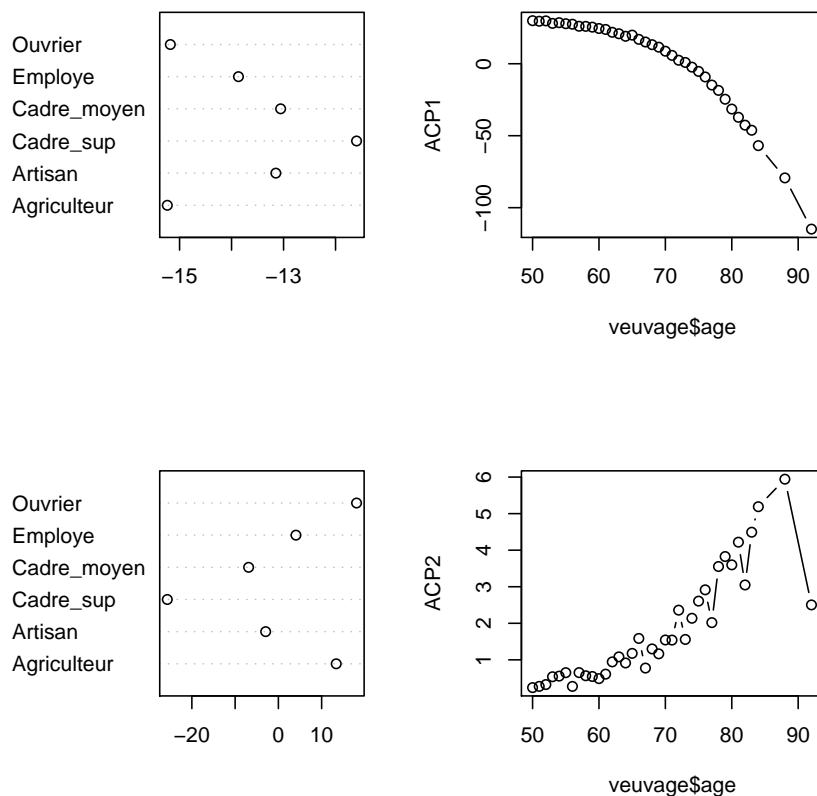 Ouvrier
Employe
Cadre_moyen
Cadre_sup
Artisan
Agriculteur
−15 −13
ACP1
0
−50
−100
50 60 70 80 90
veuvage$age
Ouvrier
Employe
Cadre_moyen
Cadre_sup
Artisan
Agriculteur
−20 0 10
ACP2
6
5
4
3
2
1
50 60 70 80 90
veuvage$age